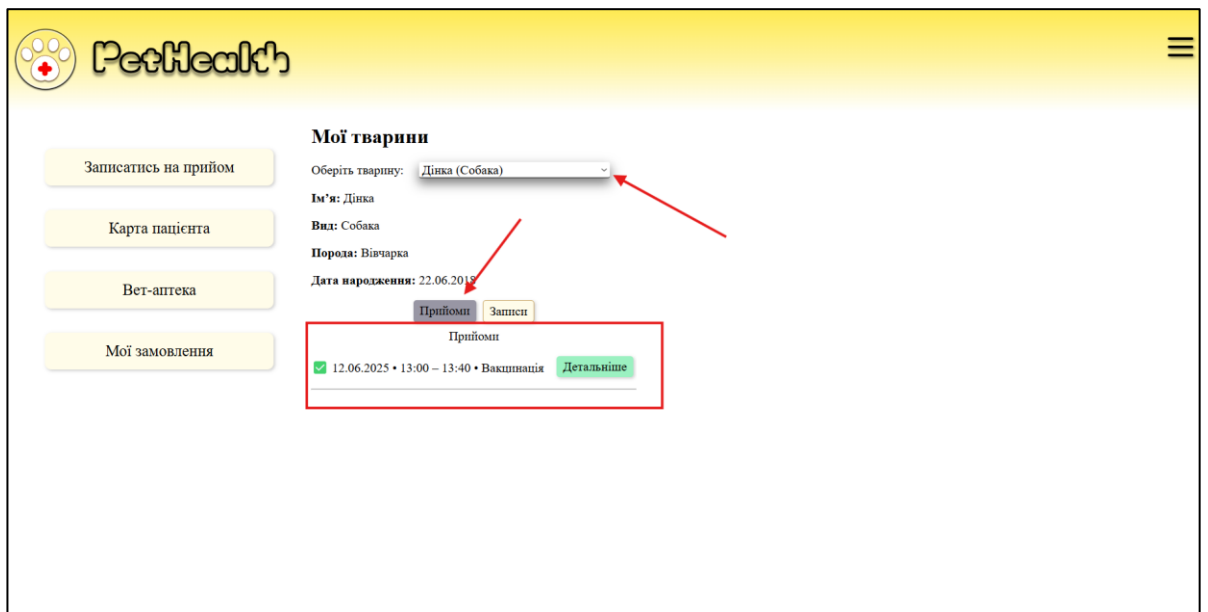 PetHealth
Записатись на прийом
Карта пацієнта
Вет-аптека
Мої замовлення
Мої тварини
Оберіть тварину: Дінка (Собака)
Ім’я: Дінка
Вид: Собака
Порода: Вівчарка
Дата народження: 22.06.2018
Прийоми Записи
Прийоми
12.06.2025 • 13:00 – 13:40 • Вакцинація Детальніше